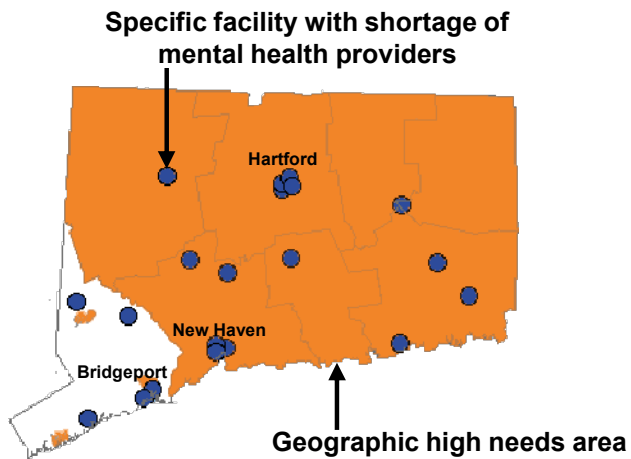 Specific facility with shortage of
mental health providers
Hartford
New Haven
Bridgeport
Geographic high needs area